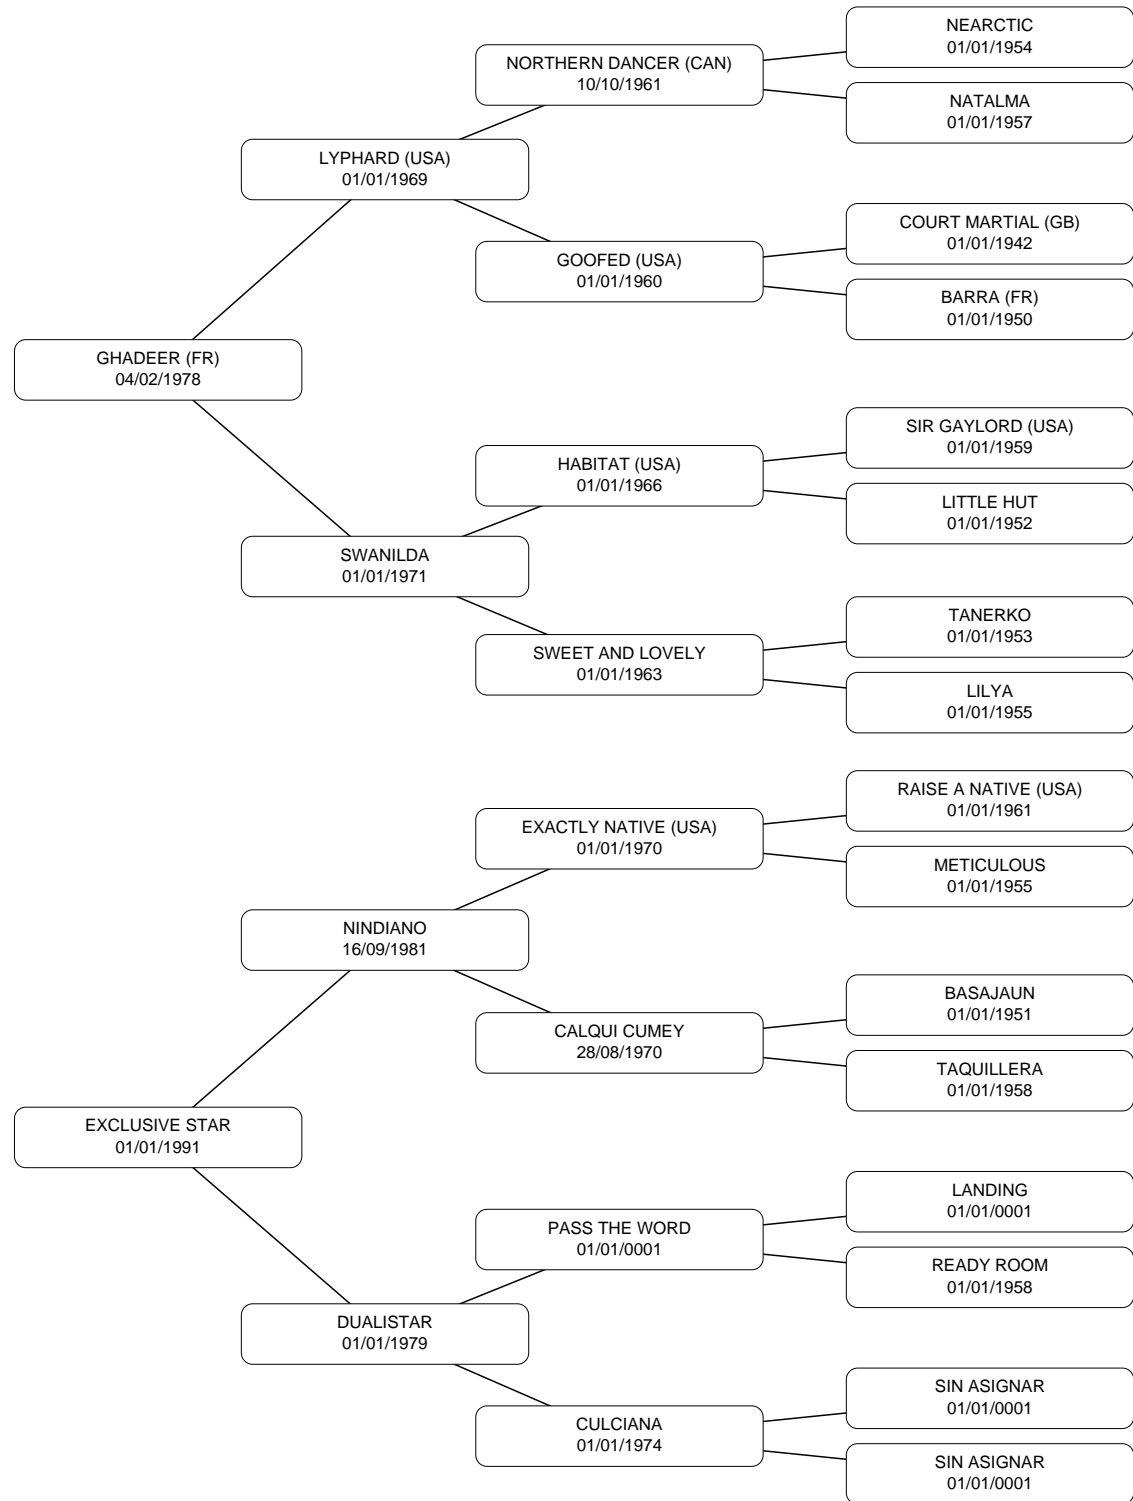 NEARCTIC
01/01/1954
NORTHERN DANCER (CAN)
10/10/1961
NATALMA
01/01/1957
LYPHARD (USA)
01/01/1969
COURT MARTIAL (GB)
01/01/1942
GOOFED (USA)
01/01/1960
BARRA (FR)
01/01/1950
GHADEER (FR)
04/02/1978
SIR GAYLORD (USA)
01/01/1959
HABITAT (USA)
01/01/1966
LITTLE HUT
01/01/1952
SWANILDA
01/01/1971
TANERKO
01/01/1953
SWEET AND LOVELY
01/01/1963
LILYA
01/01/1955
RAISE A NATIVE (USA)
01/01/1961
EXACTLY NATIVE (USA)
01/01/1970
METICULOUS
01/01/1955
NINDIANO
16/09/1981
BASAJAUN
01/01/1951
CALQUI CUMEY
28/08/1970
TAQUILLERA
01/01/1958
EXCLUSIVE STAR
01/01/1991
LANDING
01/01/0001
PASS THE WORD
01/01/0001
READY ROOM
01/01/1958
DUALISTAR
01/01/1979
SIN ASIGNAR
01/01/0001
CULCIANA
01/01/1974
SIN ASIGNAR
01/01/0001